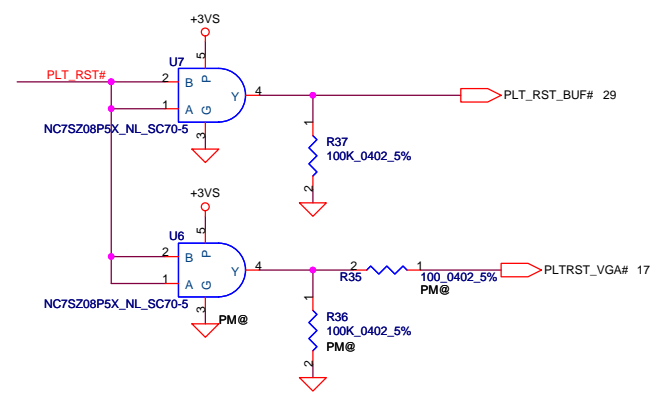 +3VS
U7
5
P
PLT_RST#
2
B
Y
4
PLT_RST_BUF# 29
1
A
G
3
NC7SZ08P5X_NL_SC70-5
1
R37
100K_0402_5%
2
+3VS
U6
5
P
2
B
Y
4
2
R35
1
100_0402_5%
PM@
PLTRST_VGA# 17
1
A
G
3
NC7SZ08P5X_NL_SC70-5
PM@
1
R36
100K_0402_5%
PM@
2